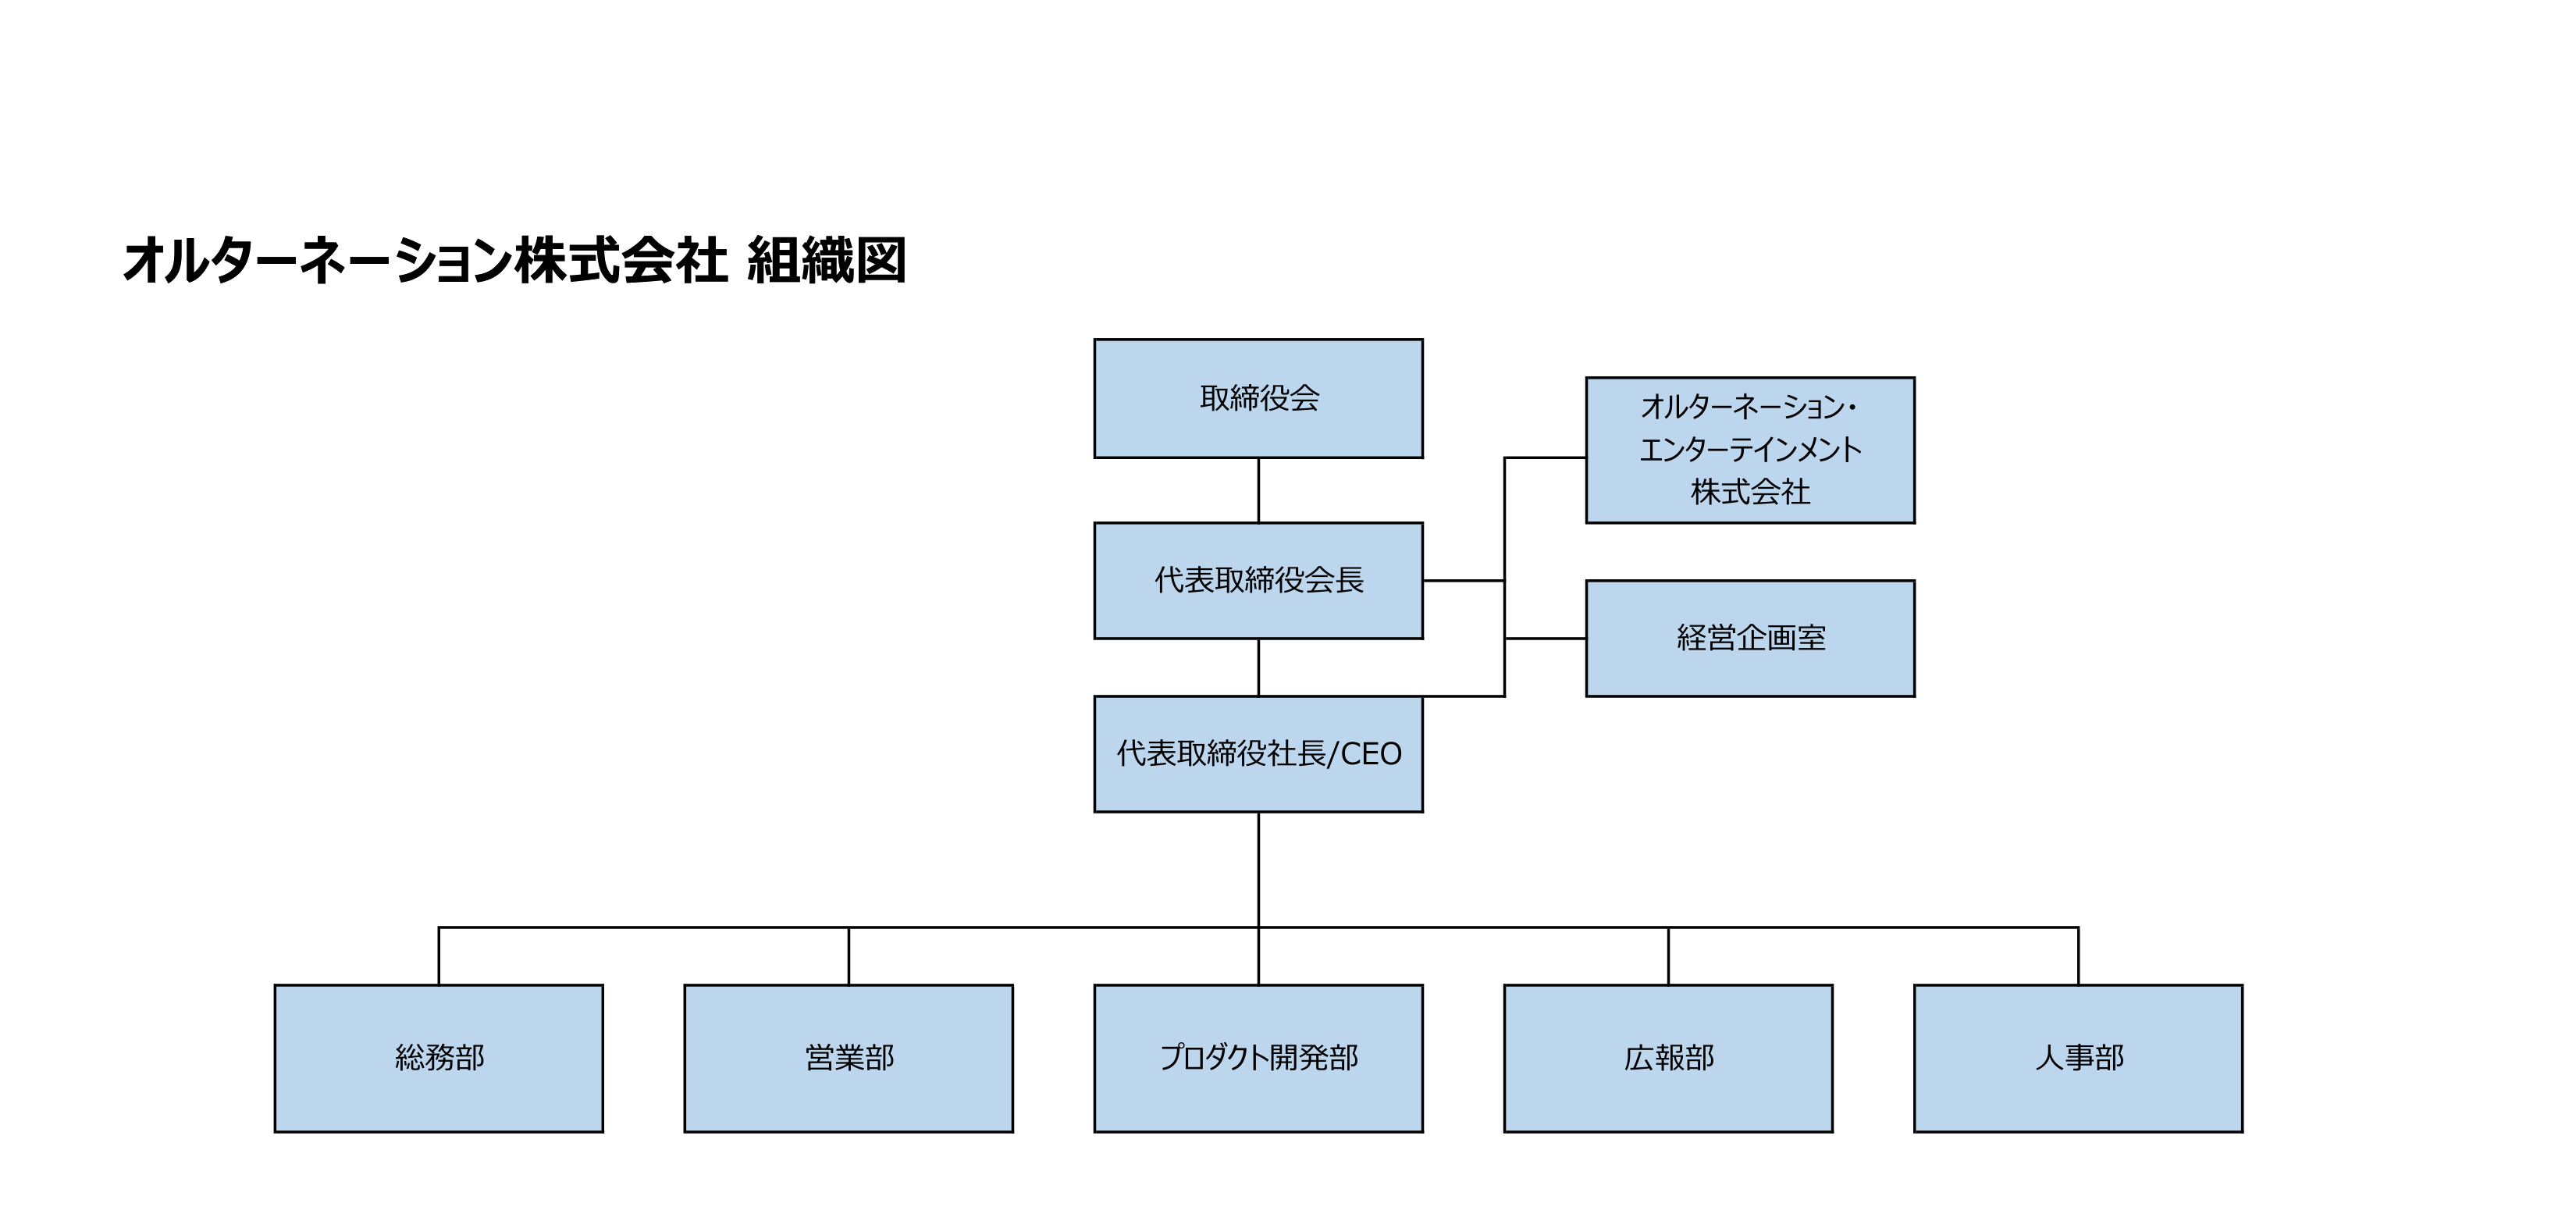 オルターネーション株式会社 組織図
取締役会
オルターネーション・
エンターテインメント
株式会社
代表取締役会長
経営企画室
代表取締役社長/CEO
総務部
営業部
プロダクト開発部
広報部
人事部